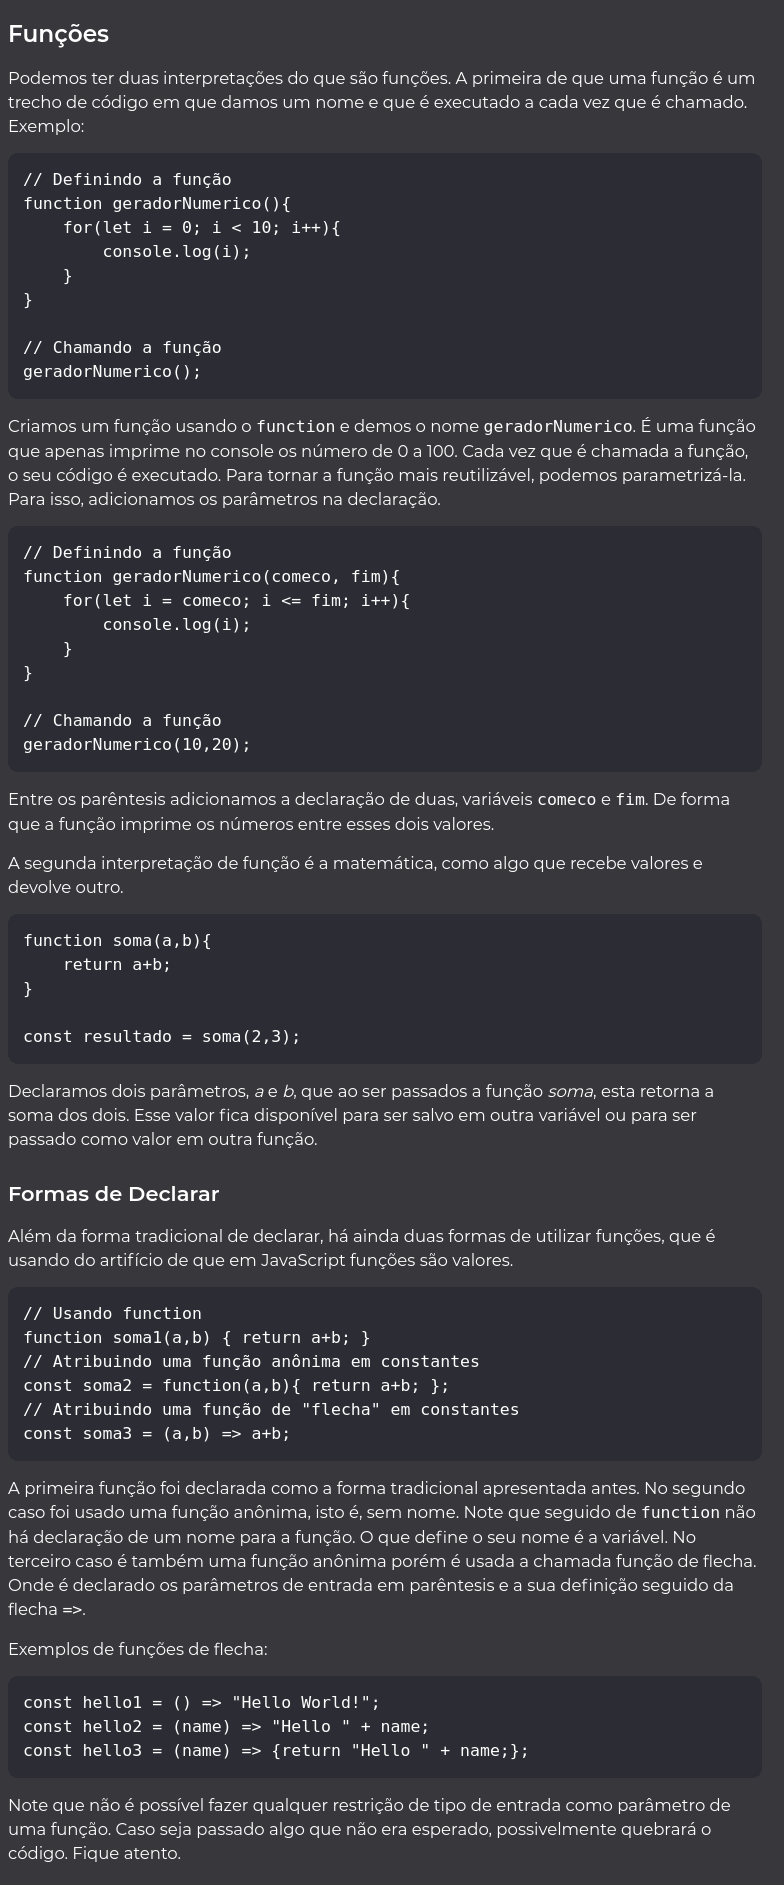 Funções
Podemos ter duas interpretações do que são funções. A primeira de que uma função é um
trecho de código em que damos um nome e que é executado a cada vez que é chamado.
Exemplo:
// Definindo a função
function geradorNumerico(){
    for(let i = 0; i < 10; i++){
        console.log(i);
    }
}
// Chamando a função
geradorNumerico();
Criamos um função usando o function e demos o nome geradorNumerico. É uma função
que apenas imprime no console os número de 0 a 100. Cada vez que é chamada a função,
o seu código é executado. Para tornar a função mais reutilizável, podemos parametrizá-la.
Para isso, adicionamos os parâmetros na declaração.
// Definindo a função
function geradorNumerico(comeco, fim){
    for(let i = comeco; i <= fim; i++){
        console.log(i);
    }
}
// Chamando a função
geradorNumerico(10,20);
Entre os parêntesis adicionamos a declaração de duas, variáveis comeco e fim. De forma
que a função imprime os números entre esses dois valores.
A segunda interpretação de função é a matemática, como algo que recebe valores e
devolve outro.
function soma(a,b){
    return a+b;
}
const resultado = soma(2,3);
Declaramos dois parâmetros, a e b, que ao ser passados a função soma, esta retorna a
soma dos dois. Esse valor fica disponível para ser salvo em outra variável ou para ser
passado como valor em outra função.
Formas de Declarar
Além da forma tradicional de declarar, há ainda duas formas de utilizar funções, que é
usando do artifício de que em JavaScript funções são valores.
// Usando function
function soma1(a,b) { return a+b; }
// Atribuindo uma função anônima em constantes
const soma2 = function(a,b){ return a+b; };
// Atribuindo uma função de "flecha" em constantes
const soma3 = (a,b) => a+b;
A primeira função foi declarada como a forma tradicional apresentada antes. No segundo
caso foi usado uma função anônima, isto é, sem nome. Note que seguido de function não
há declaração de um nome para a função. O que define o seu nome é a variável. No
terceiro caso é também uma função anônima porém é usada a chamada função de flecha.
Onde é declarado os parâmetros de entrada em parêntesis e a sua definição seguido da
flecha =>.
Exemplos de funções de flecha:
const hello1 = () => "Hello World!";
const hello2 = (name) => "Hello " + name;
const hello3 = (name) => {return "Hello " + name;};
Note que não é possível fazer qualquer restrição de tipo de entrada como parâmetro de
uma função. Caso seja passado algo que não era esperado, possivelmente quebrará o
código. Fique atento.